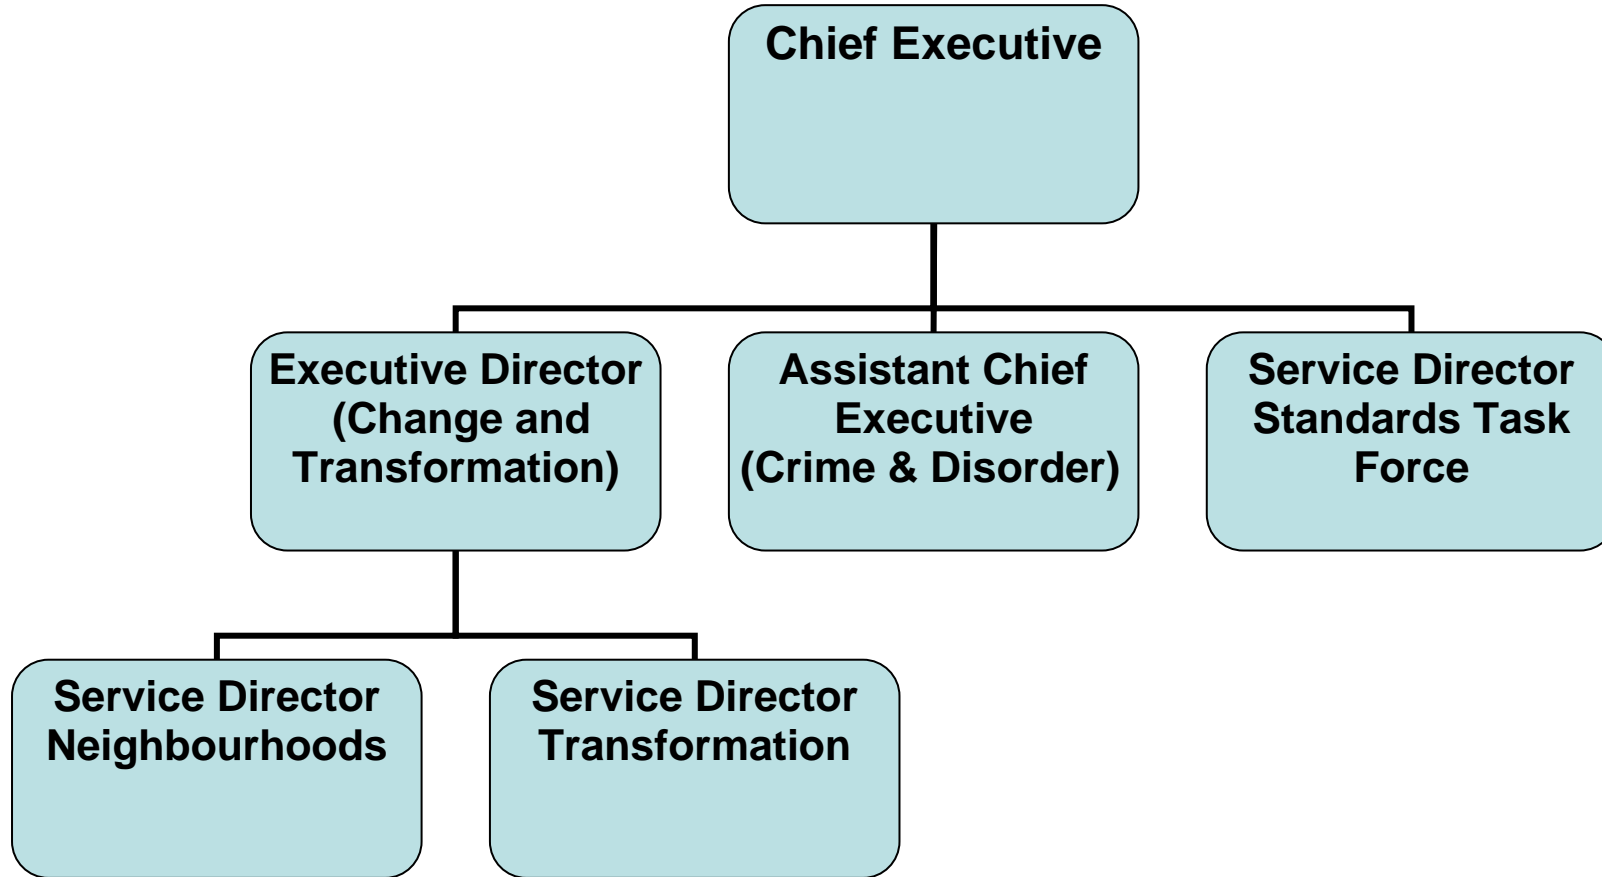 Chief Executive
Executive Director
(Change and
Transformation)
Assistant Chief
Executive
(Crime & Disorder)
Service Director
Standards Task
Force
Service Director
Neighbourhoods
Service Director
Transformation